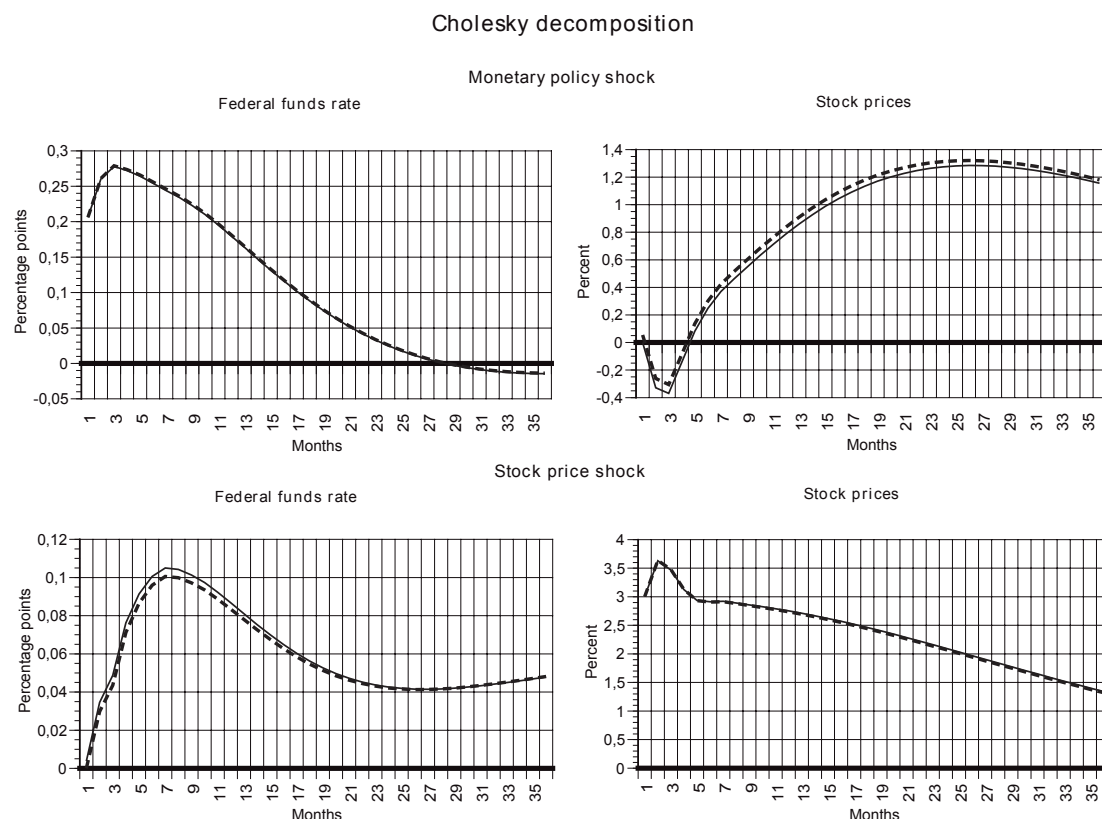 Cholesky decomposition
Monetary policy shock
Federal funds rate
Stock prices
Percentage points
0,3
0,25
0,2
0,15
0,1
0,05
0
-0,05
1 3 5 7 9 11 13 15 17 19 21 23 25 27 29 31 33 35
Months
Percent
1,4
1,2
1
0,8
0,6
0,4
0,2
0
-0,2
-0,4
1 3 5 7 9 11 13 15 17 19 21 23 25 27 29 31 33 35
Months
Stock price shock
Federal funds rate
Stock prices
Percentage points
0,12
0,1
0,08
0,06
0,04
0,02
0
1 3 5 7 9 11 13 15 17 19 21 23 25 27 29 31 33 35
Months
Percent
4
3,5
3
2,5
2
1,5
1
0,5
0
1 3 5 7 9 11 13 15 17 19 21 23 25 27 29 31 33 35
Months